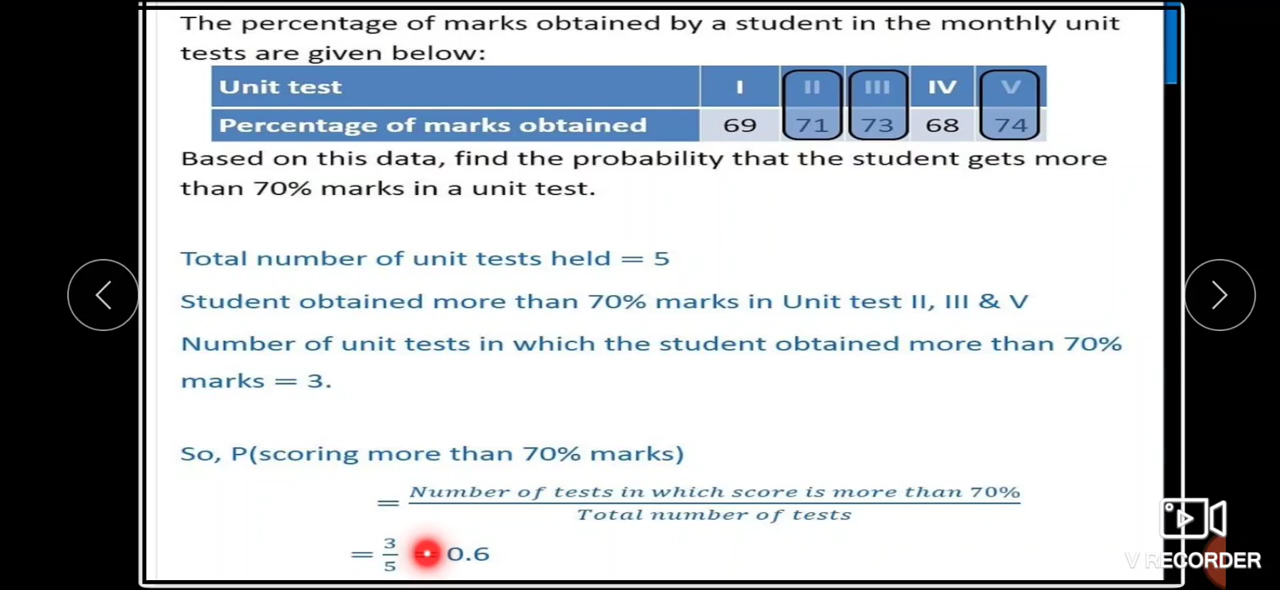 The percentage of marks obtained by a student in the monthly unit
tests are given below:
Unit test I II III IV V
Percentage of marks obtained 69 71 73 68 74
Based on this data, find the probability that the student gets more
than 70% marks in a unit test.
Total number of unit tests held = 5
Student obtained more than 70% marks in Unit test II, III & V
Number of unit tests in which the student obtained more than 70%
marks = 3.
So, P(scoring more than 70% marks)
= Number of tests in which score is more than 70%
Total number of tests
= 3/5 = 0.6
V RECORDER